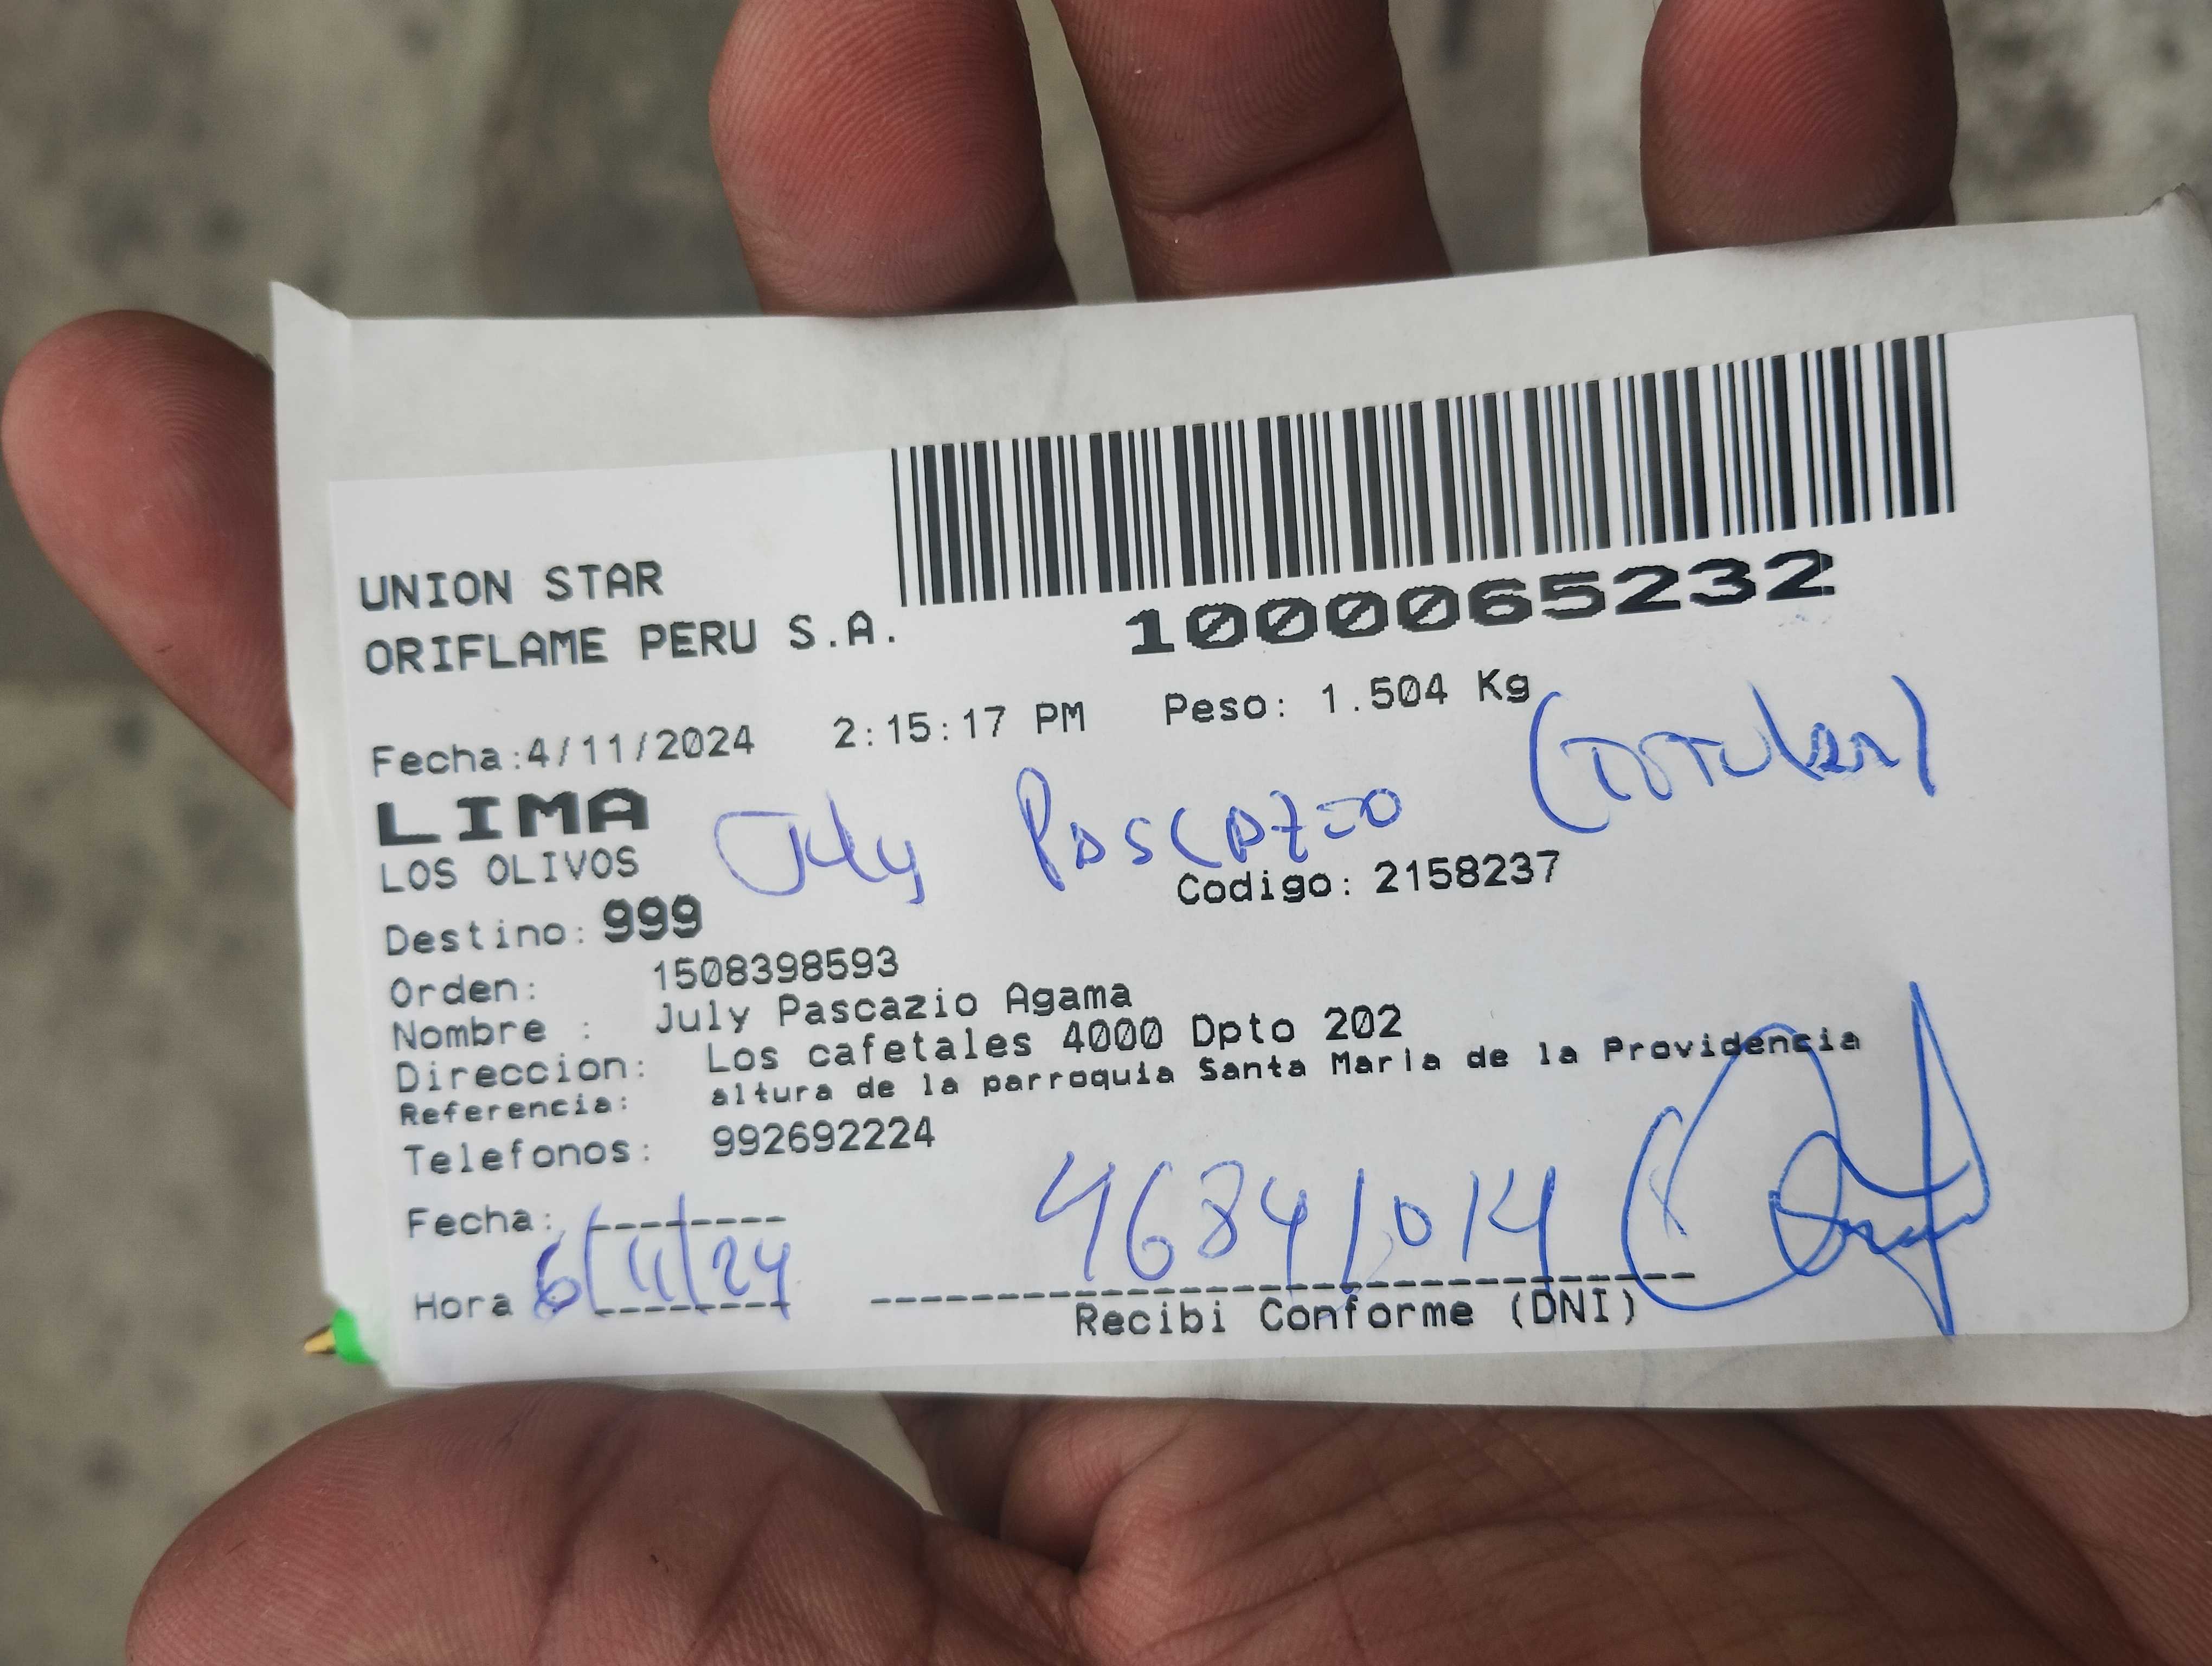 UNION STAR
ORIFLAME PERU S.A.
1000065232
Fecha:4/11/2024 2:15:17 PM Peso: 1.504 Kg
LIMA
(TITULAR)
July Pascazio
LOS OLIVOS
Codigo: 2158237
Destino: 999
Orden: 1508398593
Nombre : July Pascazio Agama
Direccion: Los cafetales 4000 Dpto 202
Referencia: altura de la parroquia Santa Maria de la Providencia
Telefonos: 992692224
Fecha:
46841014
Hora 6/11/24
Recibi Conforme (DNI)